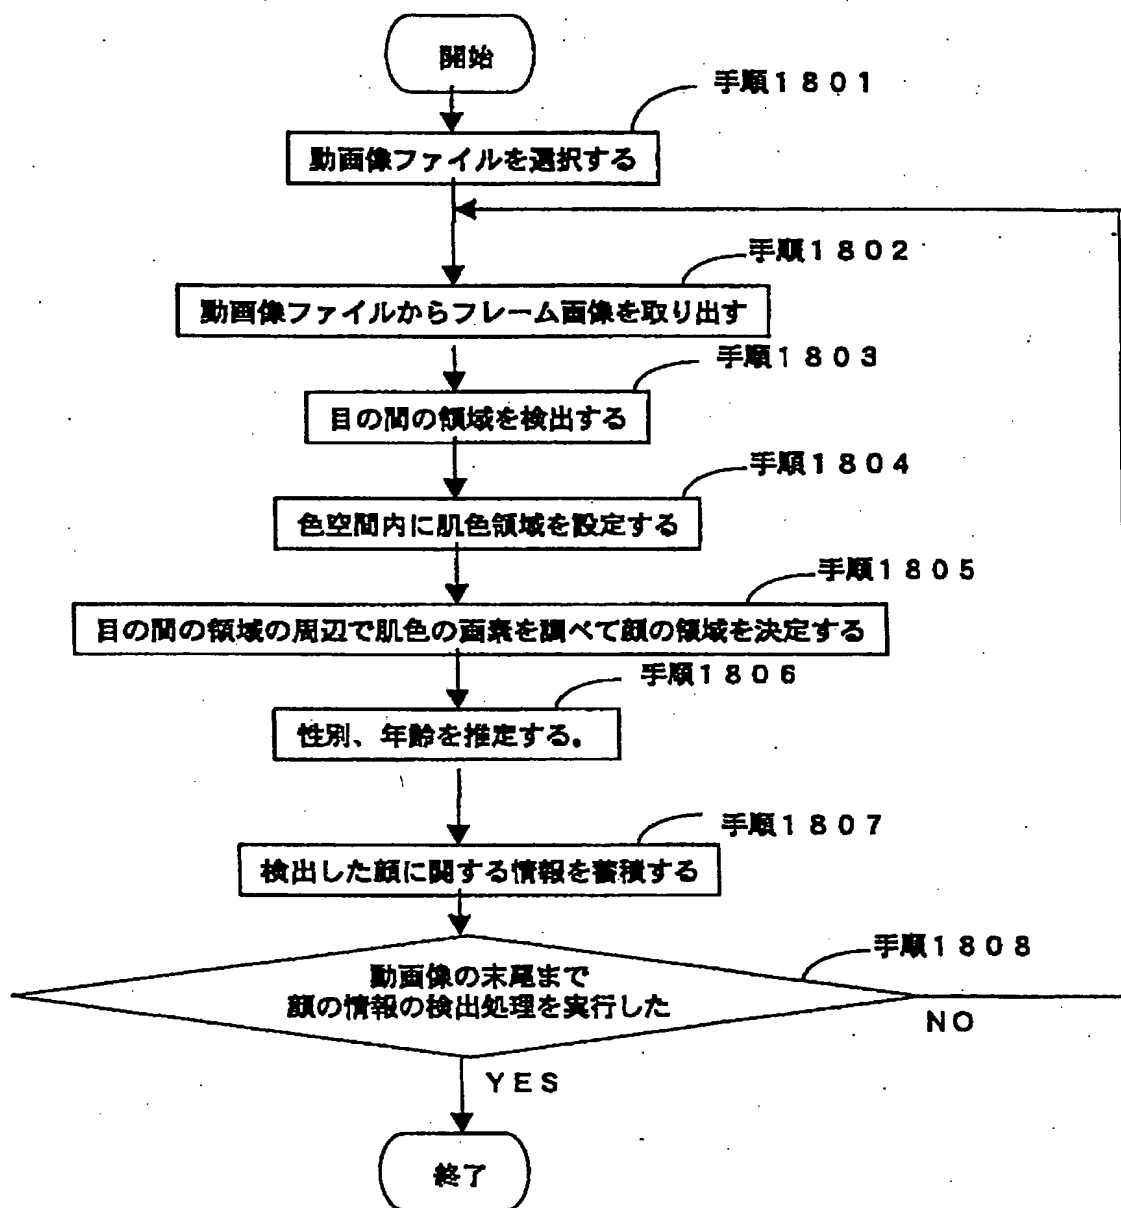 開始
手順1801
動画像ファイルを選択する
手順1802
動画像ファイルからフレーム画像を取り出す
手順1803
目の間の領域を検出する
手順1804
色空間内に肌色領域を設定する
手順1805
目の間の領域の周辺で肌色の画素を調べて顔の領域を決定する
手順1806
性別、年齢を推定する。
手順1807
検出した顔に関する情報を蓄積する
手順1808
動画像の末尾まで
顔の情報の検出処理を実行した
NO
YES
終了